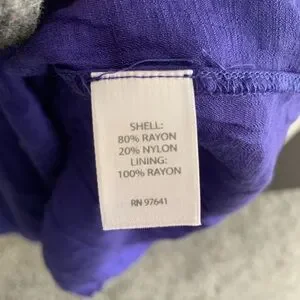 SHELL:
80% RAYON
20% NYLON
LINING:
100% RAYON
RN 97641